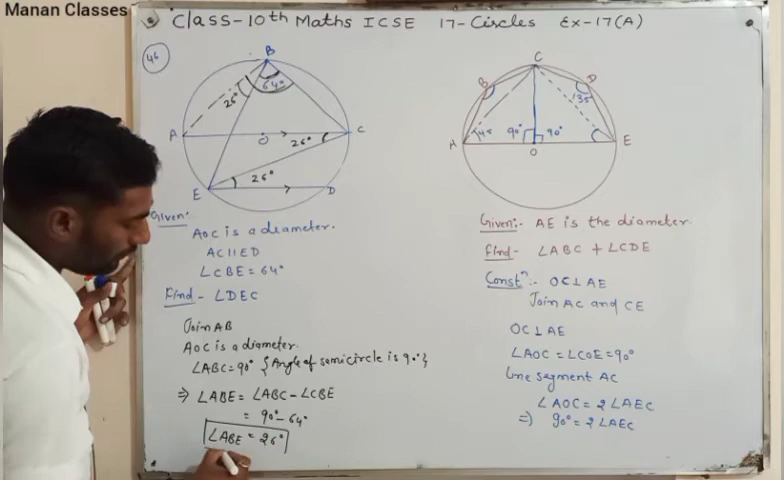 Manan Classes
Class-10th Maths ICSE 17-Circles Ex-17(A)
46
B
64°
26°
A
O
C
26°
26°
E
D
Given:-
AOC is a diameter.
AC||ED
∠CBE=64°
Find - ∠DEC
Join AB
AOC is a diameter.
∠ABC=90° {Angle of semicircle is 90°}
⇒ ∠ABE= ∠ABC-∠CBE
= 90°-64°
∠ABE = 26°
C
B
D
135°
A
45
90°
90°
O
E
Given:- AE is the diameter.
Find- ∠ABC + ∠CDE
Constⁿ:- OC⊥AE
Join AC and CE
OC⊥AE
∠AOC=∠COE=90°
Line segment AC
∠AOC=2∠AEC
⇒ 90°=2∠AEC